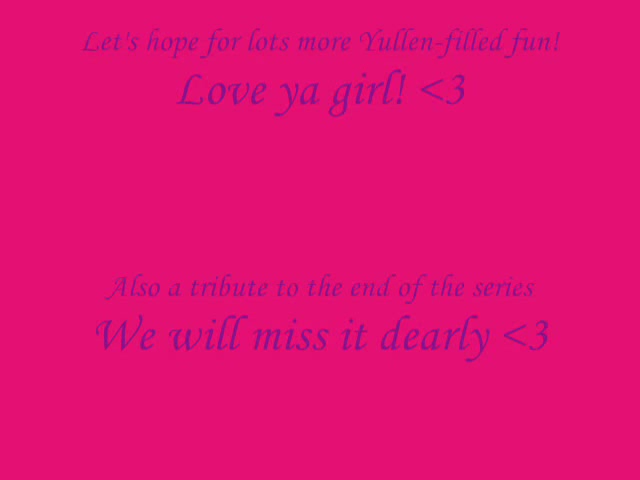 Let's hope for lots more Yullen-filled fun!
Love ya girl! <3
Also a tribute to the end of the series
We will miss it dearly <3